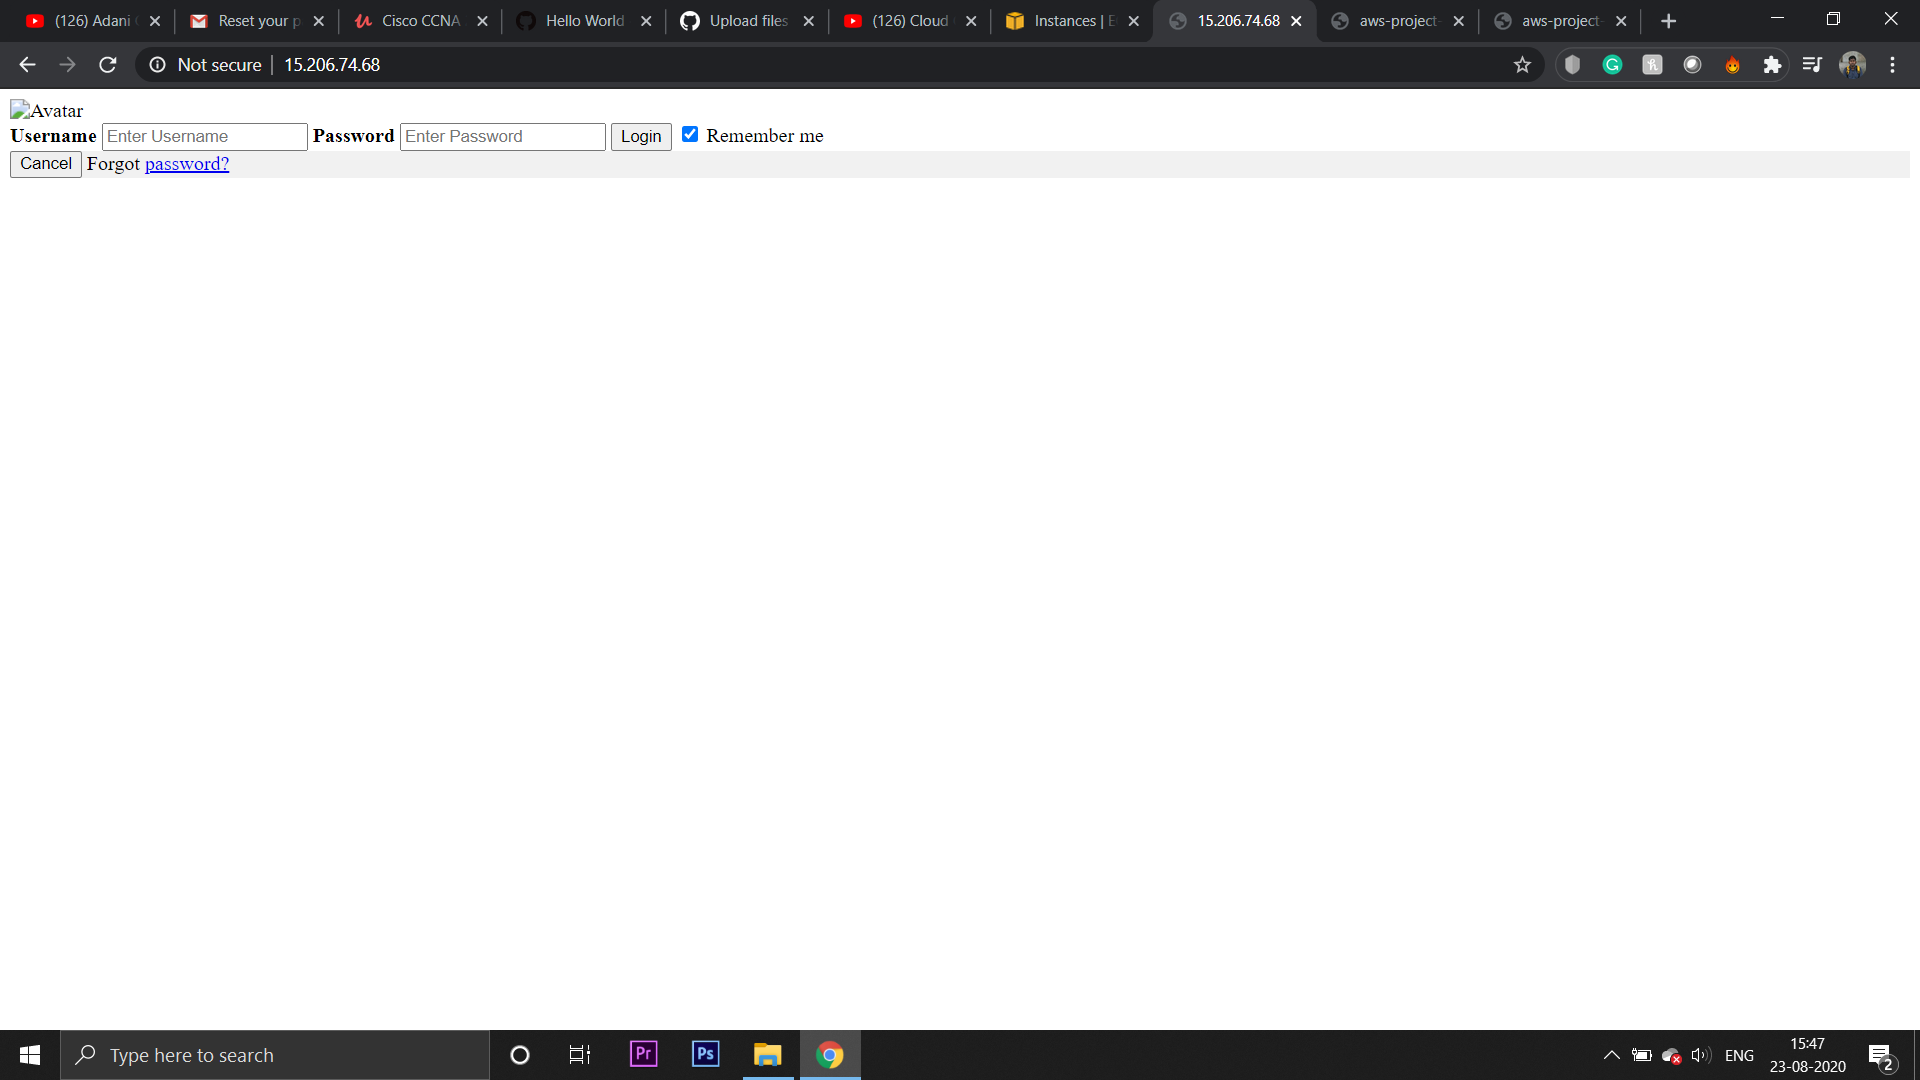 (126) Adani
Reset your p
Cisco CCNA
Hello World
Upload files
(126) Cloud
Instances | E
15.206.74.68
aws-project-
aws-project-
Not secure | 15.206.74.68
Avatar
Username Enter Username Password Enter Password Login Remember me
Cancel Forgot password?
Type here to search
Pr
Ps
ENG
15:47
23-08-2020
2